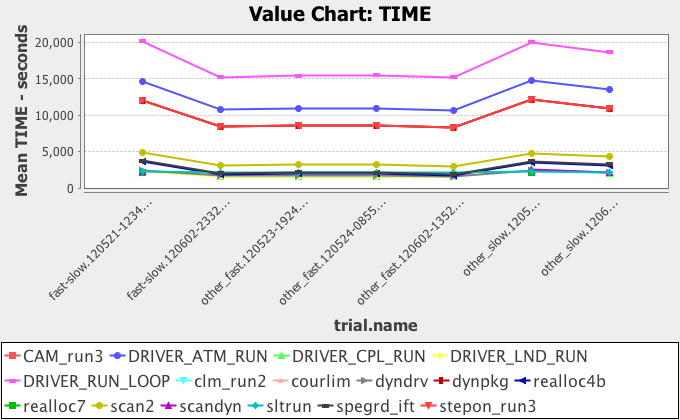 Value Chart: TIME
Mean TIME - seconds
20,000
15,000
10,000
5,000
0
fast-slow.120521-1234...
fast-slow.120602-2332...
other_fast.120523-1924...
other_fast.120524-0855...
other_fast.120602-1352...
other_slow.1205...
other_slow.1206...
trial.name
CAM_run3 DRIVER_ATM_RUN DRIVER_CPL_RUN DRIVER_LND_RUN
DRIVER_RUN_LOOP clm_run2 courlim dyndrv dynpkg realloc4b
realloc7 scan2 scandyn sltrun spegrd_ift stepon_run3